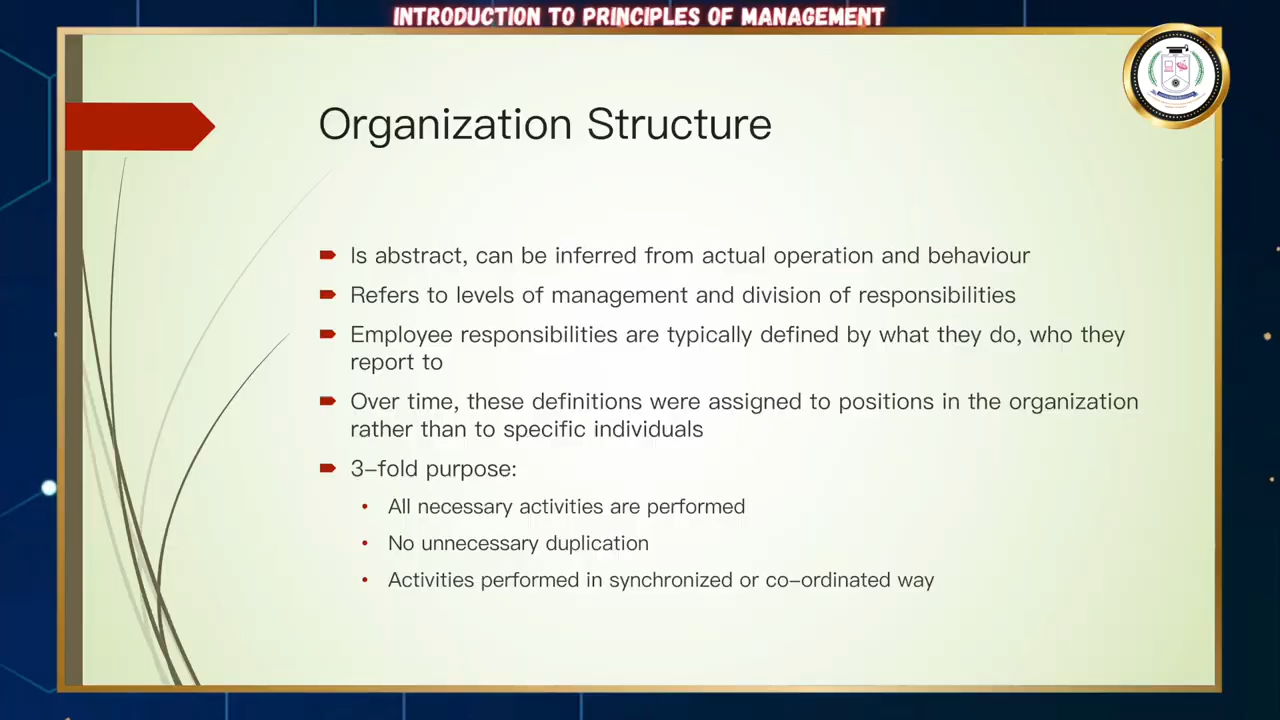 INTRODUCTION TO PRINCIPLES OF MANAGEMENT
Organization Structure
Is abstract, can be inferred from actual operation and behaviour
Refers to levels of management and division of responsibilities
Employee responsibilities are typically defined by what they do, who they
report to
Over time, these definitions were assigned to positions in the organization
rather than to specific individuals
3–fold purpose:
All necessary activities are performed
No unnecessary duplication
Activities performed in synchronized or co–ordinated way